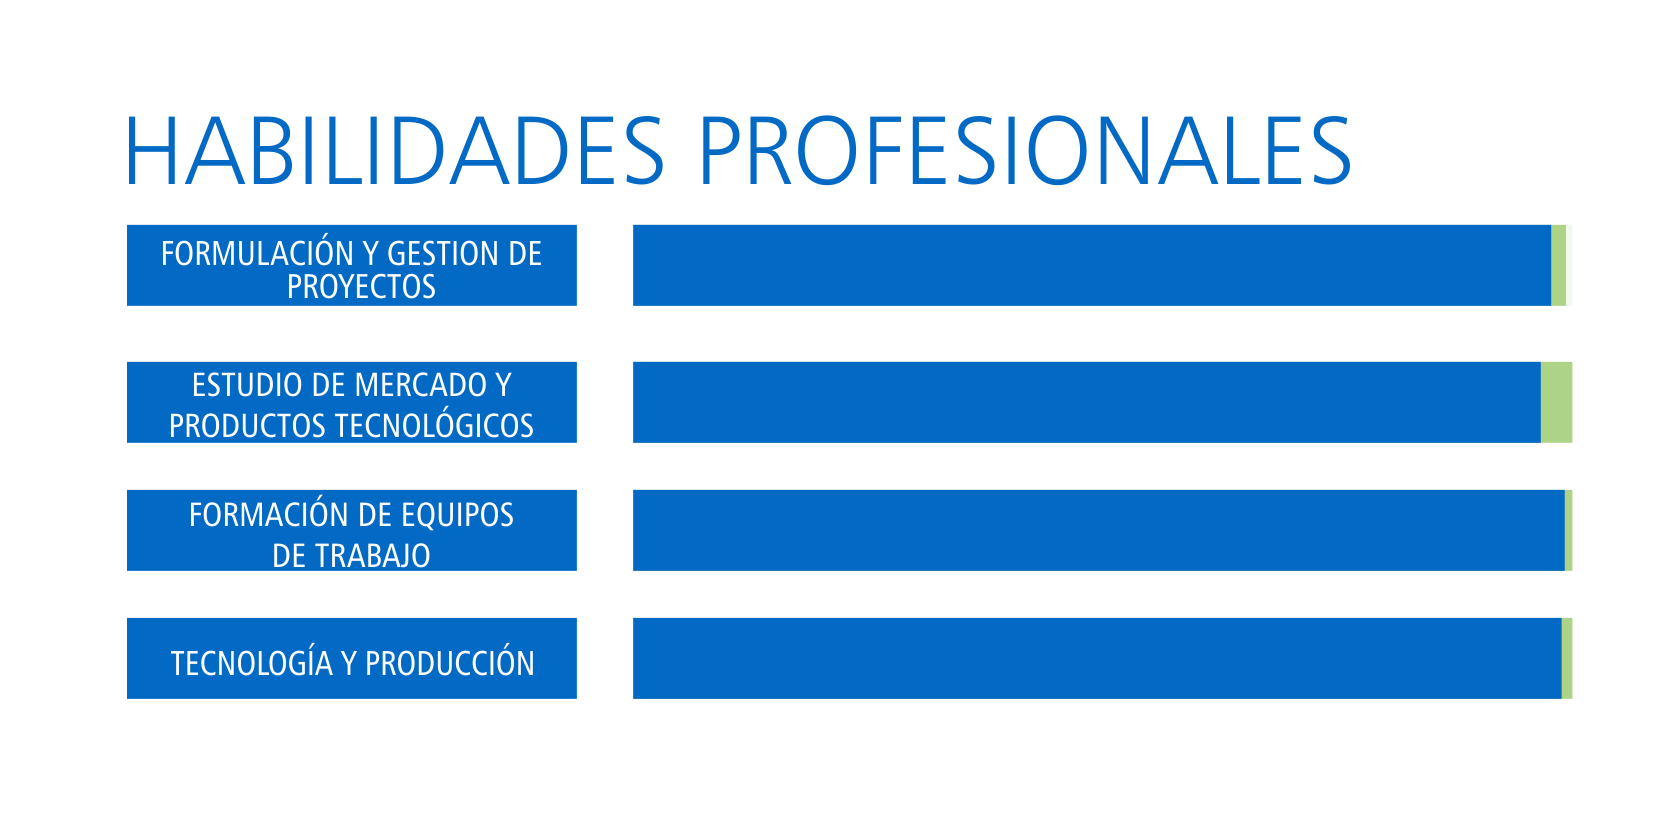 HABILIDADES PROFESIONALES
FORMULACIÓN Y GESTION DE
PROYECTOS
ESTUDIO DE MERCADO Y
PRODUCTOS TECNOLÓGICOS
FORMACIÓN DE EQUIPOS
DE TRABAJO
TECNOLOGÍA Y PRODUCCIÓN